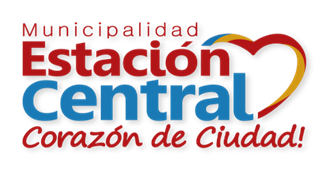 Municipalidad
Estación
Central
Corazón de Ciudad!